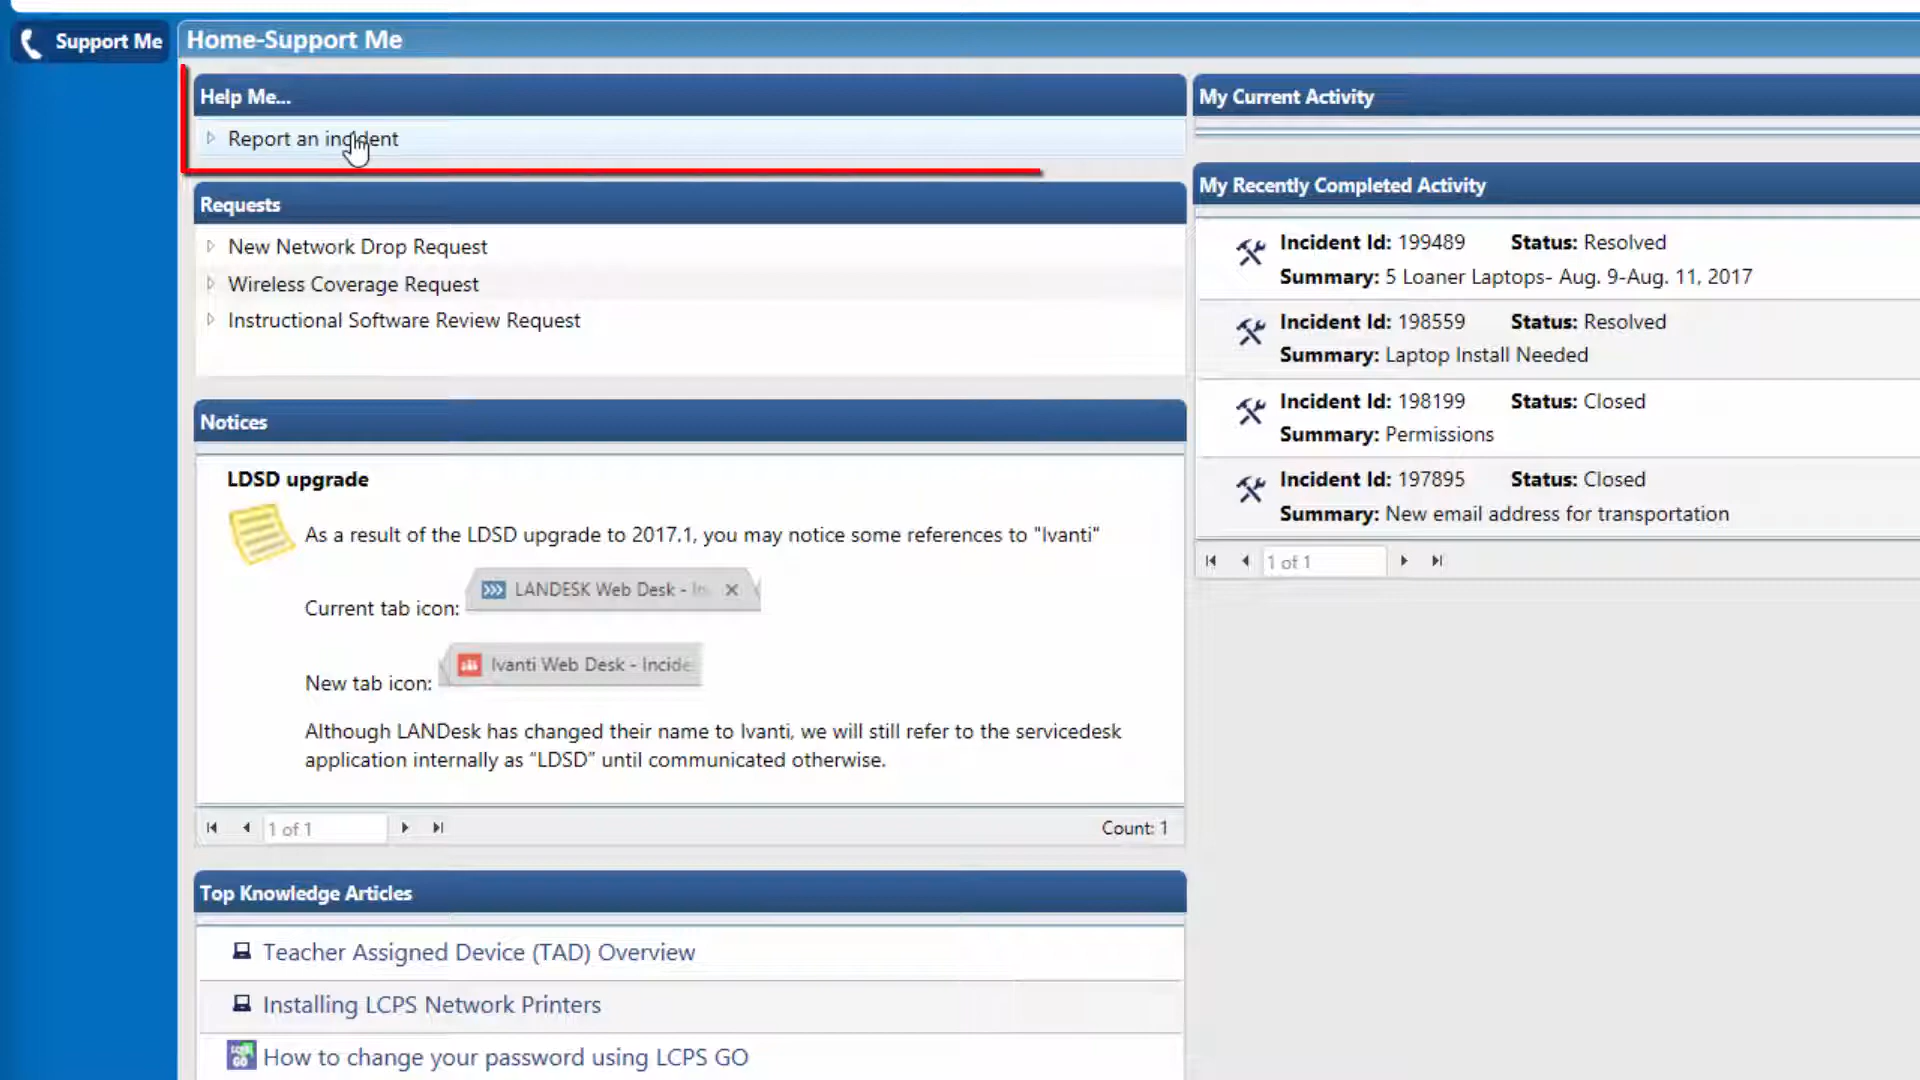 Support Me
Home-Support Me
Help Me...
Report an incident
Requests
New Network Drop Request
Wireless Coverage Request
Instructional Software Review Request
Notices
LDSD upgrade
As a result of the LDSD upgrade to 2017.1, you may notice some references to "Ivanti"
Current tab icon: LANDESK Web Desk - In
New tab icon: Ivanti Web Desk - Incide
Although LANDesk has changed their name to Ivanti, we will still refer to the servicedesk
application internally as “LDSD” until communicated otherwise.
1 of 1
Count: 1
Top Knowledge Articles
Teacher Assigned Device (TAD) Overview
Installing LCPS Network Printers
GO How to change your password using LCPS GO
My Current Activity
My Recently Completed Activity
Incident Id: 199489 Status: Resolved
Summary: 5 Loaner Laptops- Aug. 9-Aug. 11, 2017
Incident Id: 198559 Status: Resolved
Summary: Laptop Install Needed
Incident Id: 198199 Status: Closed
Summary: Permissions
Incident Id: 197895 Status: Closed
Summary: New email address for transportation
1 of 1